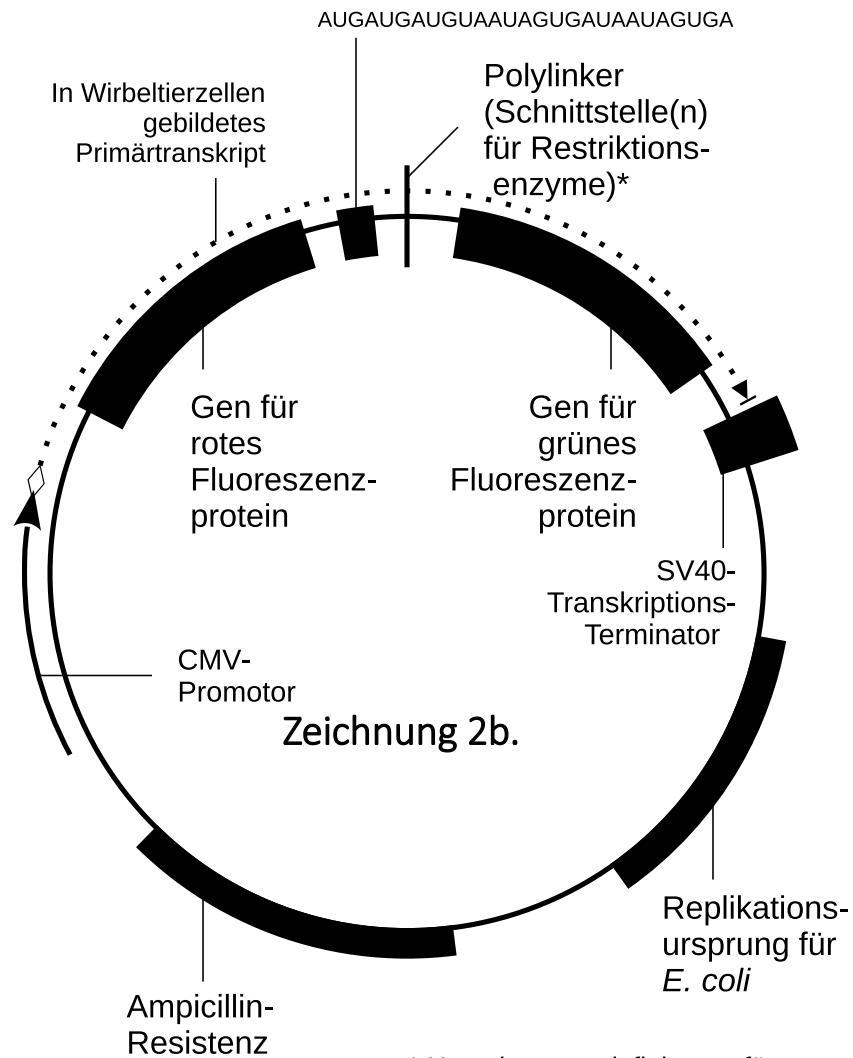 AUGAUGAUGUAAUAGUGAUAAUAGUGA
In Wirbeltierzellen
gebildetes
Primärtranskript
Polylinker
(Schnittstelle(n)
für Restriktions-
enzyme)*
Gen für
rotes
Fluoreszenz-
protein
Gen für
grünes
Fluoreszenz-
protein
SV40-
Transkriptions-
Terminator
CMV-
Promotor
Zeichnung 2b.
Replikations-
ursprung für
E. coli
Ampicillin-
Resistenz